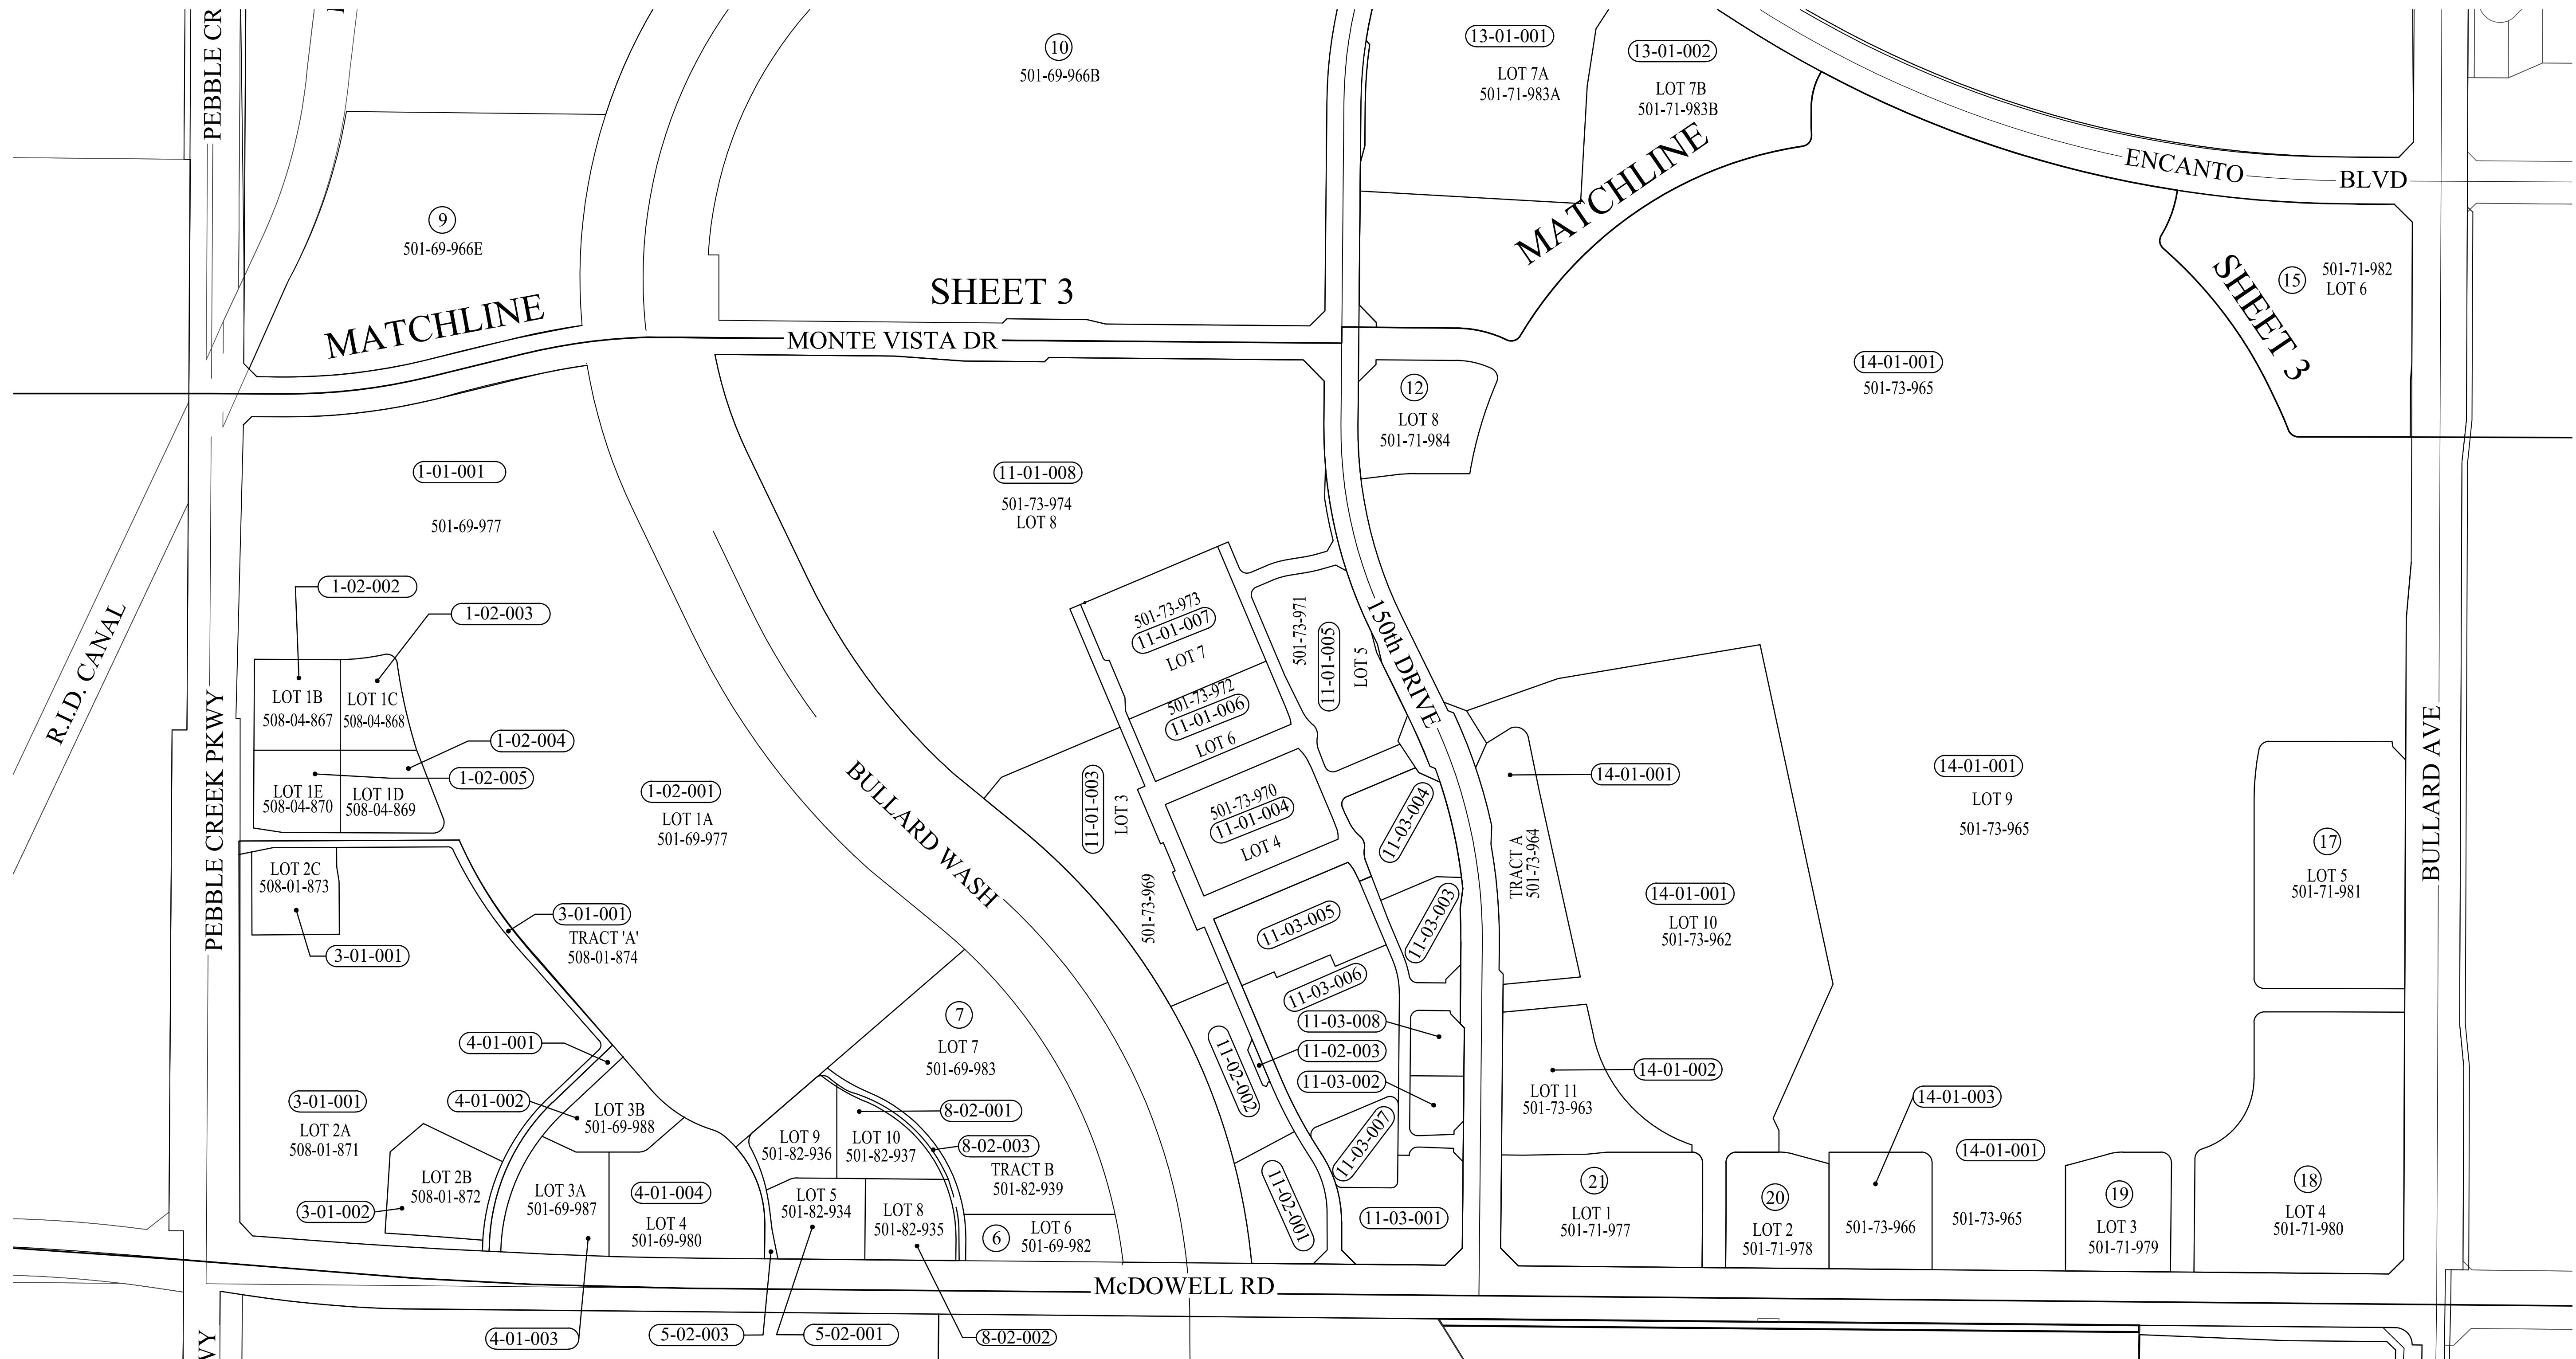 PEBBLE CR
10
501-69-966B
13-01-001
LOT 7A
501-71-983A
13-01-002
LOT 7B
501-71-983B
MATCHLINE
ENCANTO
BLVD
9
501-69-966E
MATCHLINE
SHEET 3
MONTE VISTA DR
15
501-71-982
LOT 6
SHEET 3
12
LOT 8
501-71-984
14-01-001
501-73-965
1-01-001
501-69-977
11-01-008
501-73-974
LOT 8
R.I.D. CANAL
PEBBLE CREEK PKWY
1-02-002
1-02-003
LOT 1B
508-04-867
LOT 1C
508-04-868
1-02-004
1-02-005
LOT 1E
508-04-870
LOT 1D
508-04-869
1-02-001
LOT 1A
501-69-977
BULLARD WASH
501-73-973
11-01-007
LOT 7
501-73-972
11-01-006
LOT 6
501-73-971
11-01-005
LOT 5
150th DRIVE
11-01-003
LOT 3
501-73-969
501-73-970
11-01-004
LOT 4
11-03-004
11-03-003
11-03-005
11-03-006
11-03-008
11-02-003
11-03-002
11-02-002
11-03-007
11-02-001
11-03-001
14-01-001
TRACT A
501-73-964
14-01-001
LOT 9
501-73-965
14-01-001
LOT 10
501-73-962
17
LOT 5
501-71-981
BULLARD AVE
LOT 2C
508-01-873
3-01-001
3-01-001
TRACT 'A'
508-01-874
4-01-001
4-01-002
3-01-001
LOT 2A
508-01-871
LOT 2B
508-01-872
3-01-002
LOT 3B
501-69-988
LOT 3A
501-69-987
4-01-004
LOT 4
501-69-980
7
LOT 7
501-69-983
8-02-001
8-02-003
LOT 9
501-82-936
LOT 10
501-82-937
TRACT B
501-82-939
LOT 5
501-82-934
LOT 8
501-82-935
6
LOT 6
501-69-982
14-01-002
LOT 11
501-73-963
14-01-003
14-01-001
21
LOT 1
501-71-977
20
LOT 2
501-71-978
501-73-966
501-73-965
19
LOT 3
501-71-979
18
LOT 4
501-71-980
McDOWELL RD
4-01-003
5-02-003
5-02-001
8-02-002
WY